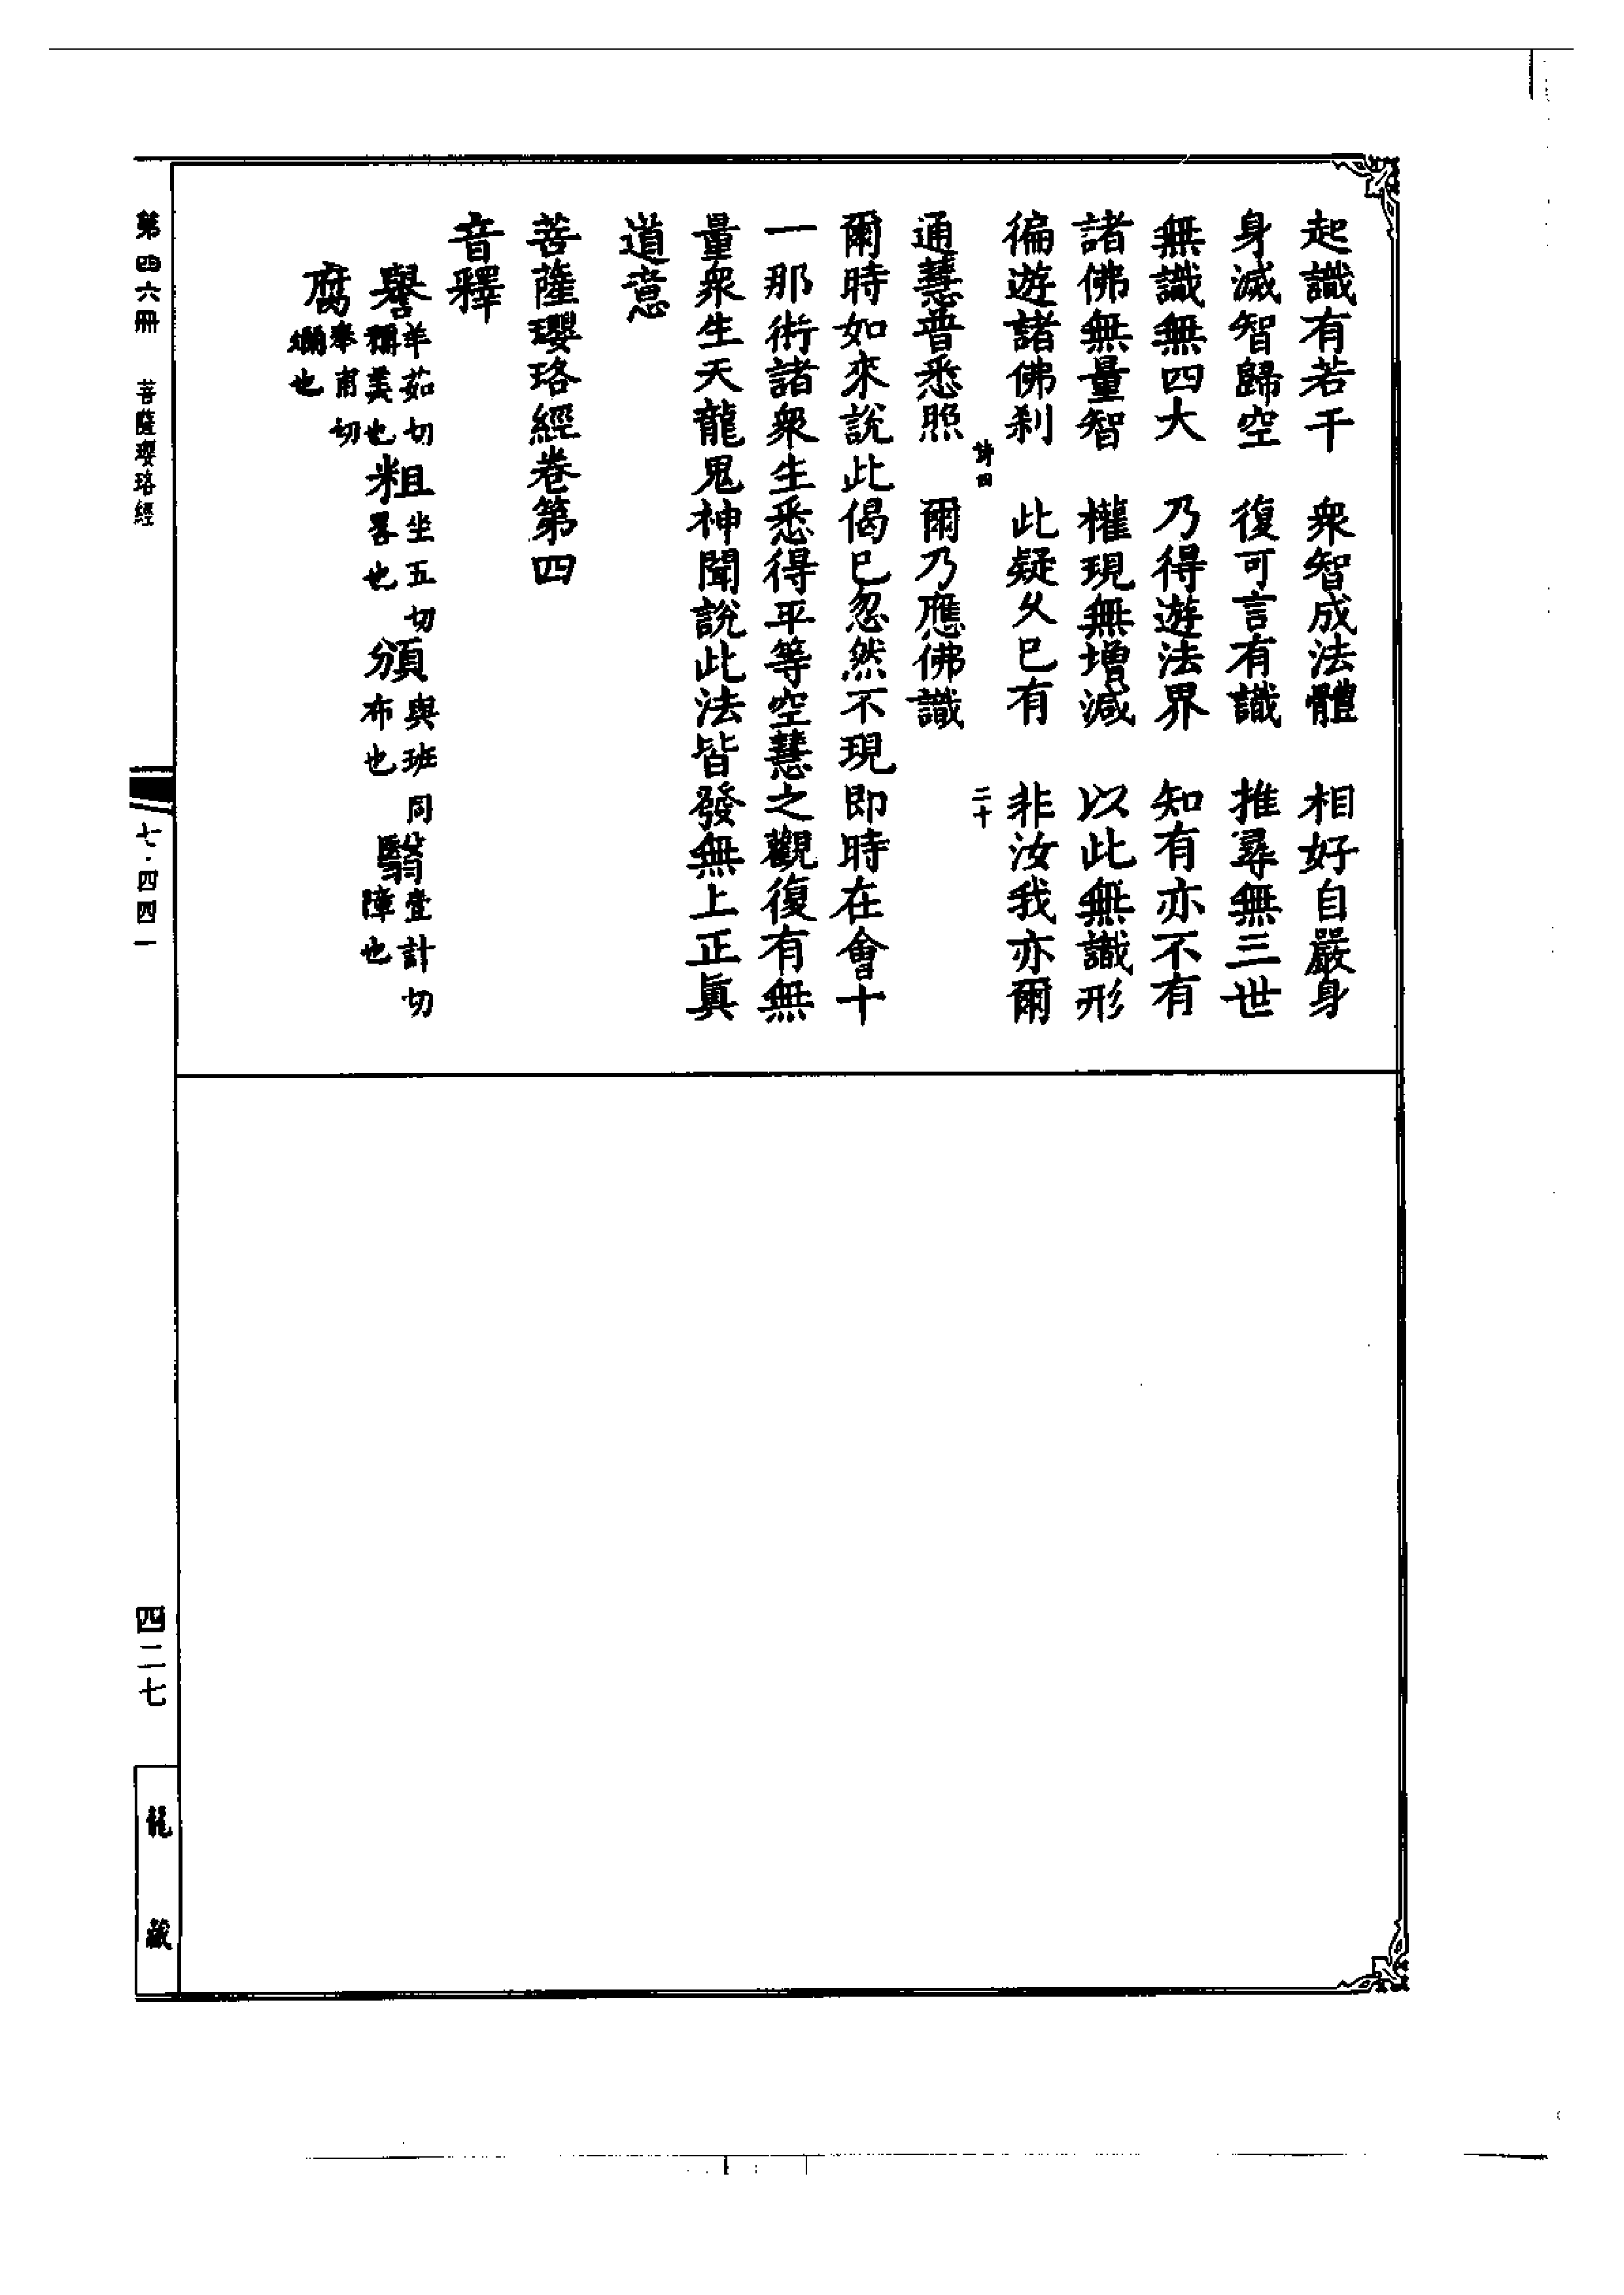 起識有若干　衆智成法體　相好自嚴身
身滅智歸空　復可言有識　推尋無三世
無識無四大　乃得遊法界　知有亦不有
諸佛無量智　權現無增減　以此無識形
徧遊諸佛刹　此疑久已有　非汝我亦爾
詩四　二十
通慧普悉照　爾乃應佛識
爾時如來說此偈已忽然不現即時在會十
一那術諸衆生悉得平等空慧之觀復有無
量衆生天龍鬼神聞說此法皆發無上正眞
道意
菩薩瓔珞經卷第四
音釋
譽羊茹切稱美也　粗坐五切畧也　頒與班同分布也　翳壹計切障也
腐奉甫切爛也
第四六冊　菩薩瓔珞經　七·四四一　四二七　龍藏